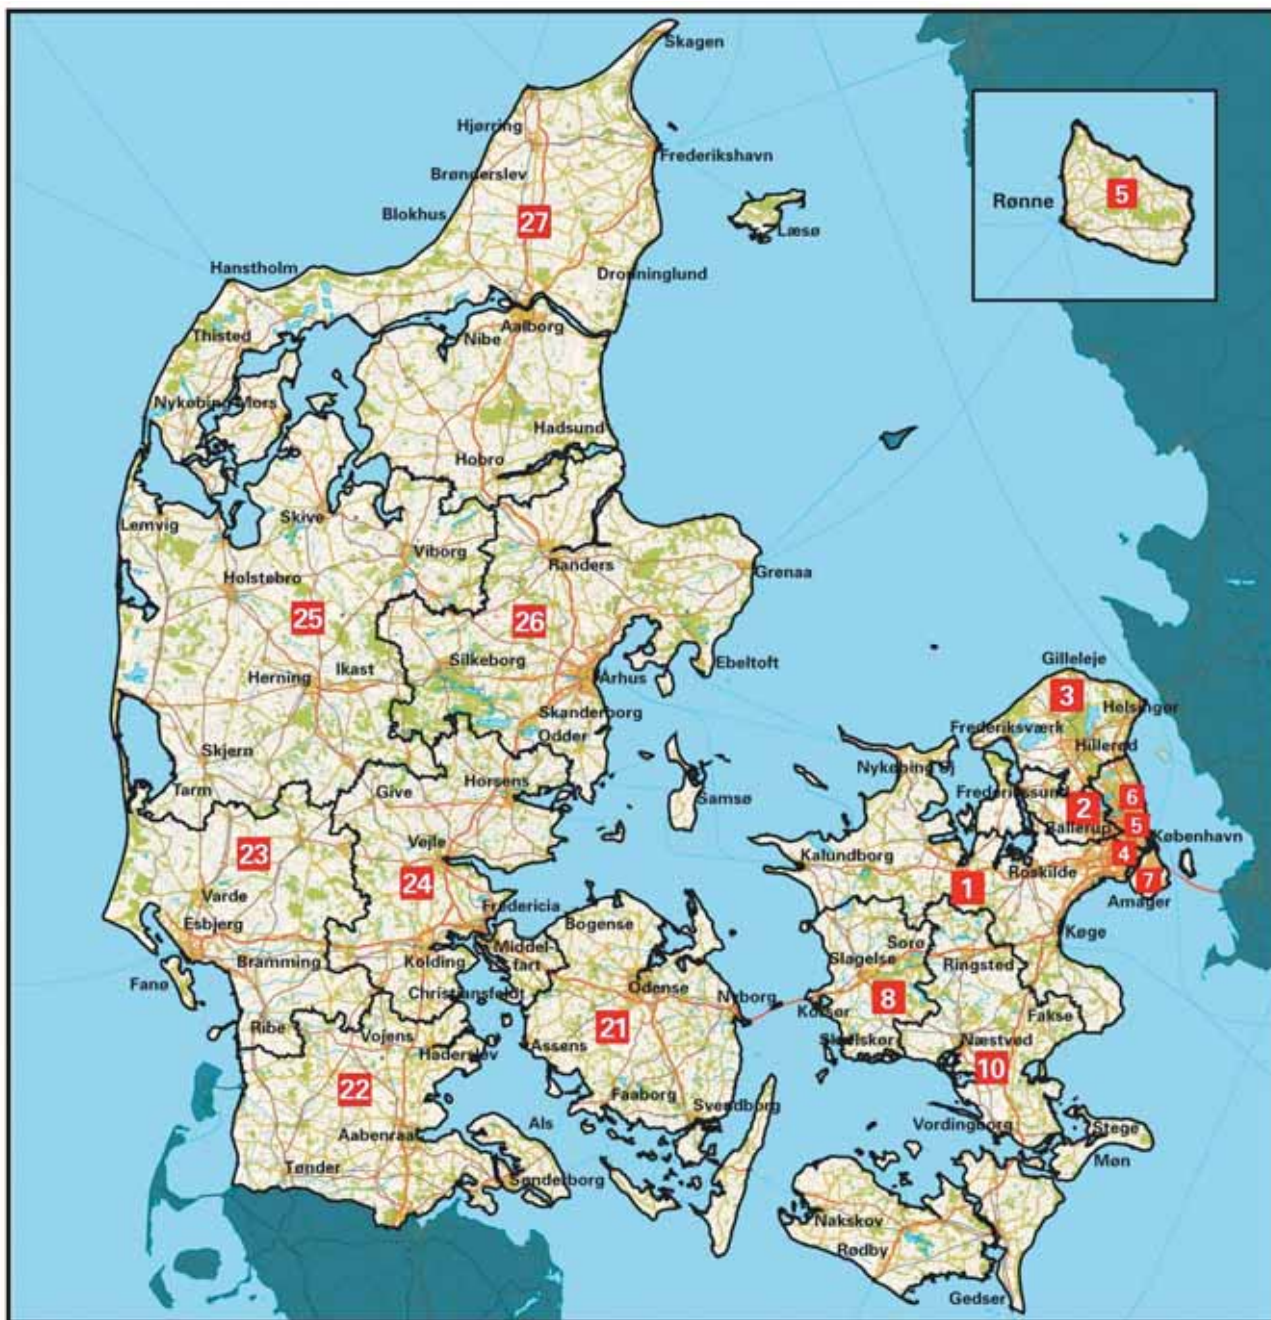 Skagen
Hjørring
Frederikshavn
Brønderslev
Rønne
5
Blokhus
27
Læsø
Hanstholm
Dronninglund
Thisted
Aalborg
Nibe
Nykøbing Mors
Hadsund
Hobro
Lemvig
Skive
Viborg
Randers
Grenaa
Holstebro
25
26
Silkeborg
Ebeltoft
Ikast
Herning
Århus
Gilleleje
3
Helsingør
Skanderborg
Odder
Frederiksværk
Hillerød
Skjern
Nykøbing Sj
Horsens
Tarm
Give
Samsø
Frederikssund
6
2
5
Ballerup
København
Vejle
23
4
Kalundborg
Roskilde
24
1
7
Varde
Amager
Fredericia
Bogense
Esbjerg
Køge
Sorø
Middel-
fart
Slagelse
Bramming
Kolding
Ringsted
Fanø
Odense
Christiansfeldt
Nyborg
8
Korsør
Fakse
Ribe
21
Vojens
Assens
Skælskør
Næstved
Haderslev
10
22
Faaborg
Svendborg
Als
Vordingborg
Stege
Aabenraa
Møn
Tønder
Sønderborg
Nakskov
Rødby
Gedser